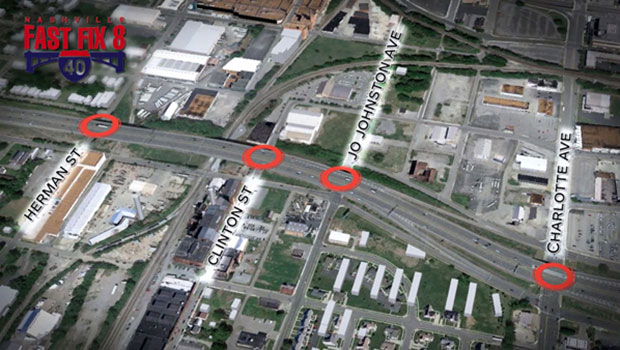 NASHVILLE
FAST FIX 8
40
HERMAN ST
CLINTON ST
JO JOHNSTON AVE
CHARLOTTE AVE